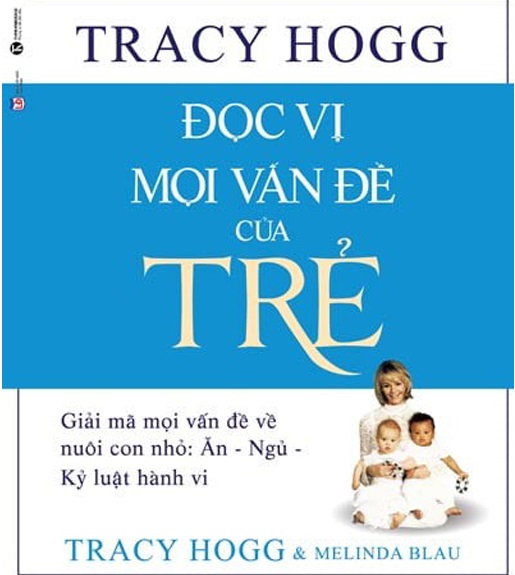 TRACY HOGG
ĐỌC VỊ
MỌI VẤN ĐỀ
CỦA
TRẺ
Giải mã mọi vấn đề về
nuôi con nhỏ: Ăn - Ngủ -
Kỷ luật hành vi
TRACY HOGG & MELINDA BLAU